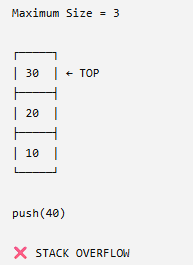 Maximum Size = 3
30 ← TOP
20
10
push(40)
❌ STACK OVERFLOW